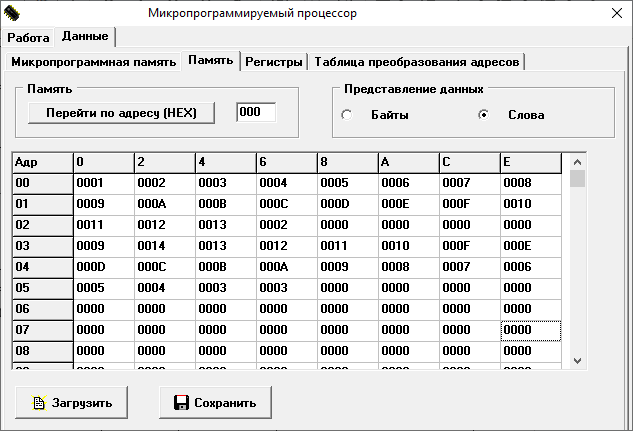 Микропрограммируемый процессор
Работа Данные
Микропрограммная память Память Регистры Таблица преобразования адресов
Память Представление данных
Перейти по адресу (HEX) 000 Байты Слова
Адр 0 2 4 6 8 A C E
00 0001 0002 0003 0004 0005 0006 0007 0008
01 0009 000A 000B 000C 000D 000E 000F 0010
02 0011 0012 0013 0002 0000 0000 0000 0000
03 0009 0014 0013 0012 0011 0010 000F 000E
04 000D 000C 000B 000A 0009 0008 0007 0006
05 0005 0004 0003 0003 0000 0000 0000 0000
06 0000 0000 0000 0000 0000 0000 0000 0000
07 0000 0000 0000 0000 0000 0000 0000 0000
08 0000 0000 0000 0000 0000 0000 0000 0000
Загрузить Сохранить